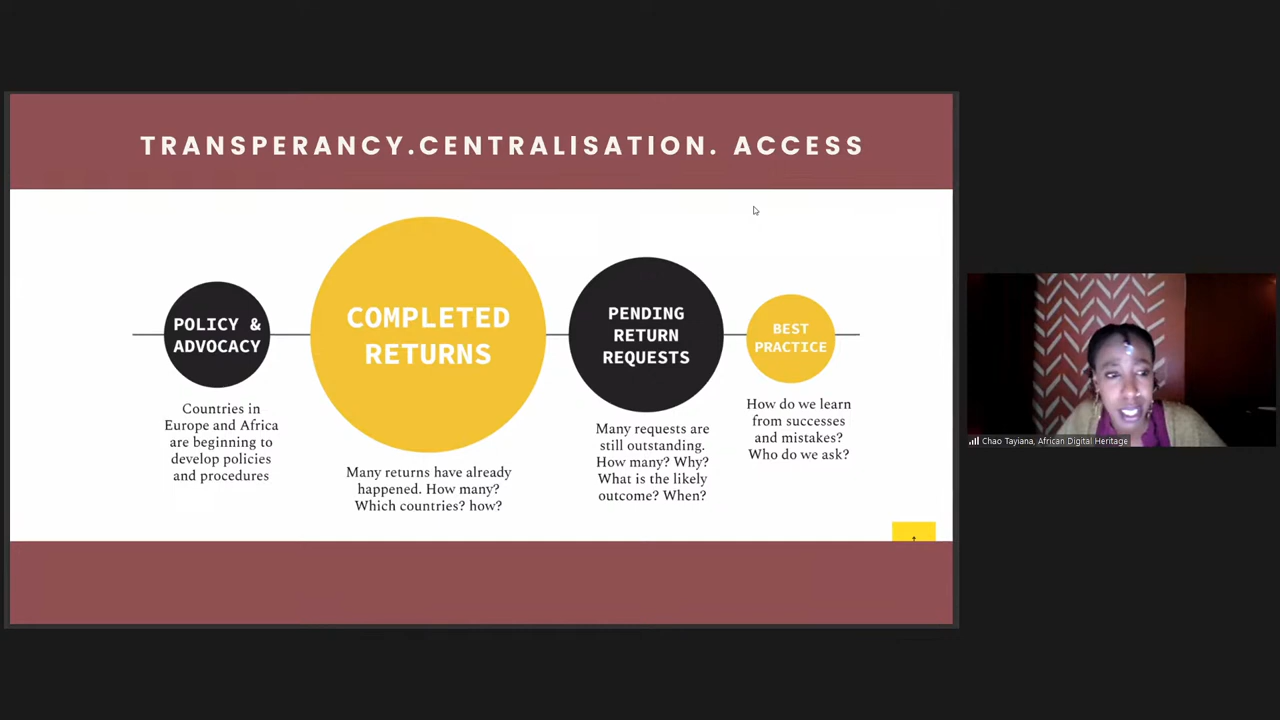 TRANSPERANCY.CENTRALISATION. ACCESS
POLICY &
ADVOCACY
Countries in
Europe and Africa
are beginning to
develop policies
and procedures
COMPLETED
RETURNS
Many returns have already
happened. How many?
Which countries? how?
PENDING
RETURN
REQUESTS
Many requests are
still outstanding.
How many? Why?
What is the likely
outcome? When?
BEST
PRACTICE
How do we learn
from successes
and mistakes?
Who do we ask?
Chao Tayiana, African Digital Heritage